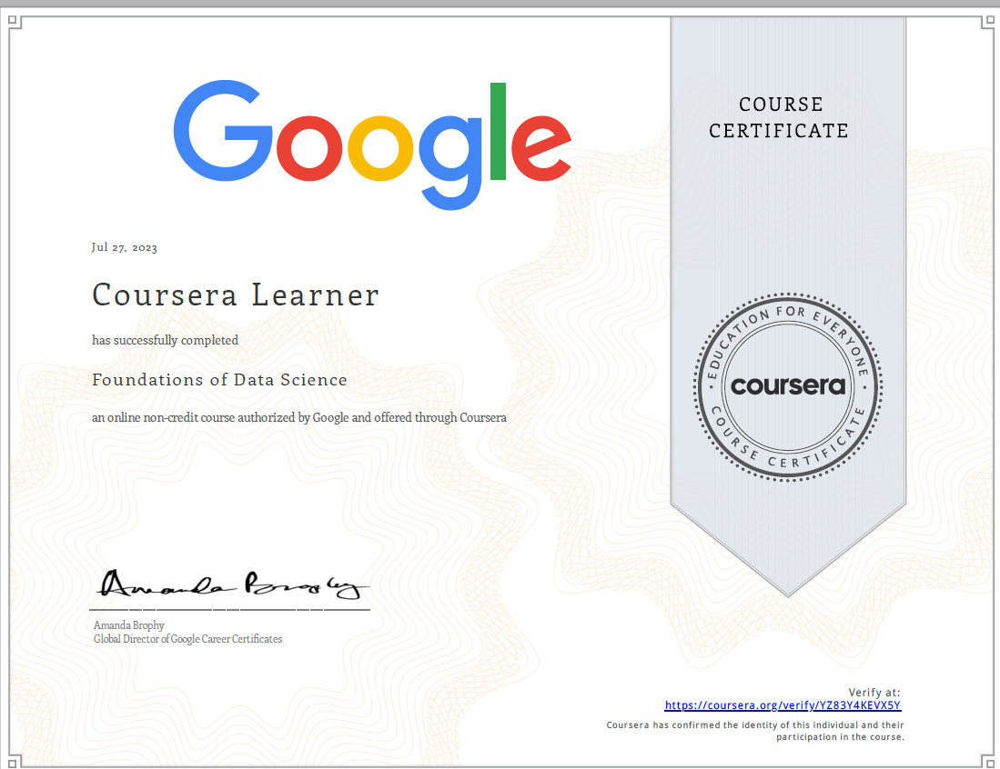 Google
COURSE
CERTIFICATE
Jul 27, 2023
Coursera Learner
has successfully completed
Foundations of Data Science
an online non-credit course authorized by Google and offered through Coursera
EDUCATION FOR EVERYONE
coursera
COURSE CERTIFICATE
Amanda Brophy
Amanda Brophy
Global Director of Google Career Certificates
Verify at:
https://coursera.org/verify/YZ83Y4KEVX5Y
Coursera has confirmed the identity of this individual and their
participation in the course.